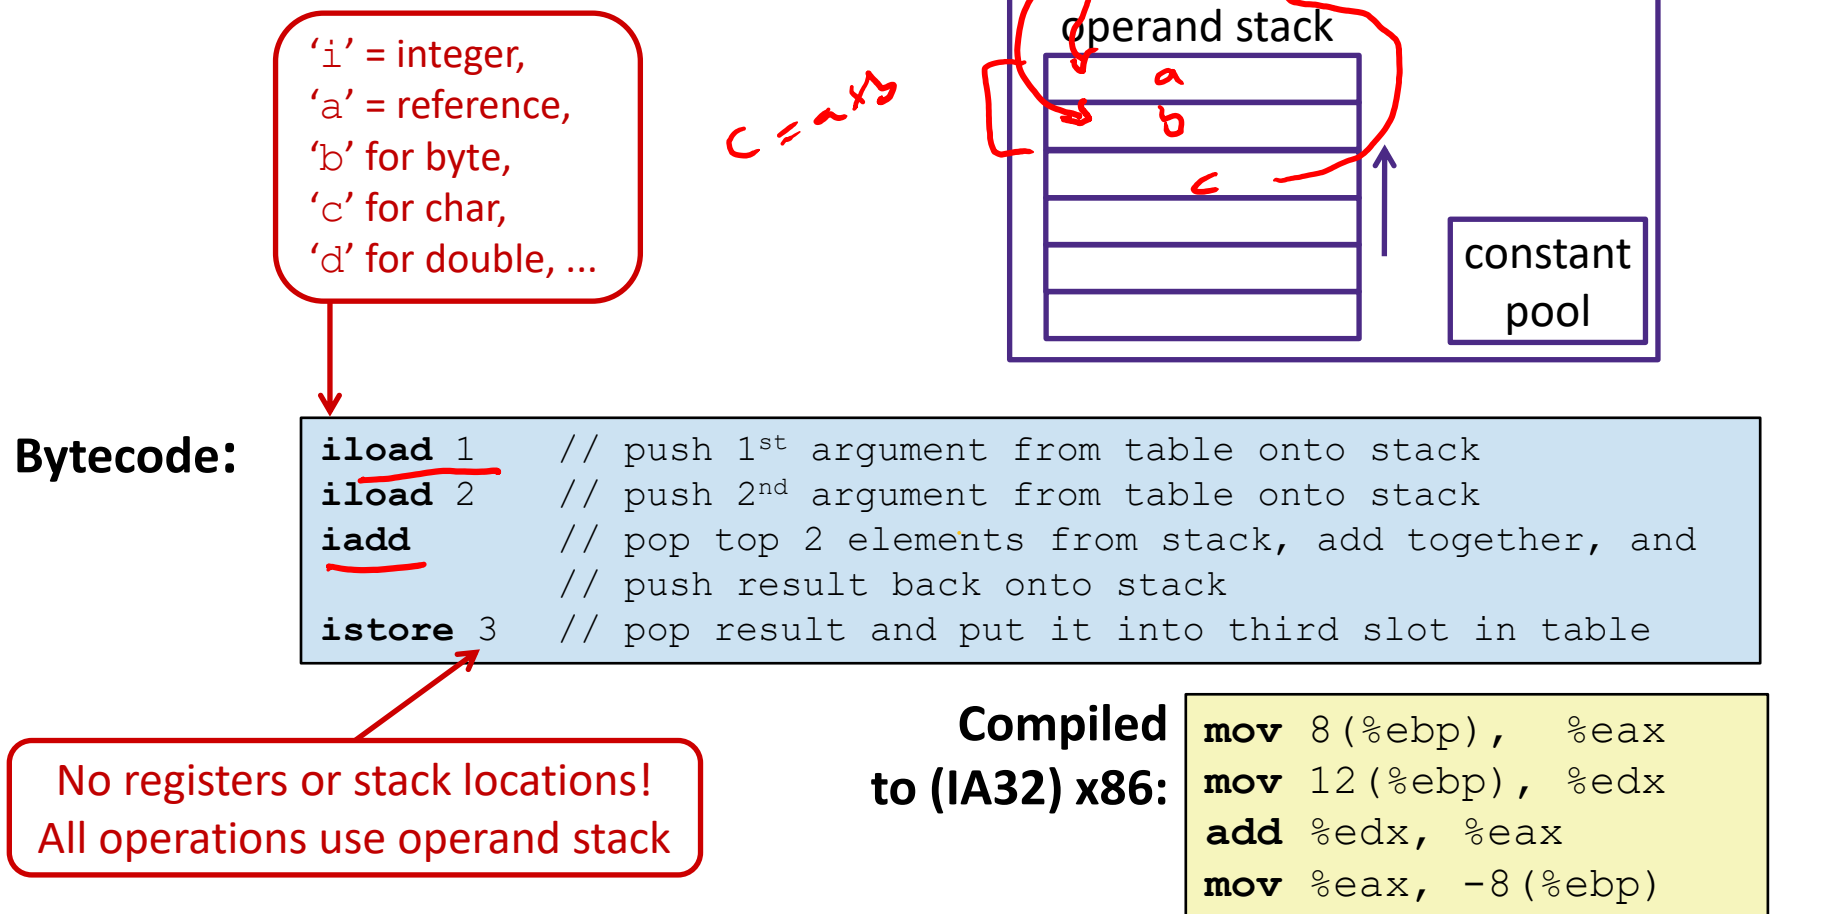 ‘i’ = integer,
‘a’ = reference,
‘b’ for byte,
‘c’ for char,
‘d’ for double, ...
c = a+b
operand stack
a
b
c
constant
pool
Bytecode:
iload 1 // push 1st argument from table onto stack
iload 2 // push 2nd argument from table onto stack
iadd // pop top 2 elements from stack, add together, and
// push result back onto stack
istore 3 // pop result and put it into third slot in table
No registers or stack locations!
All operations use operand stack
Compiled
to (IA32) x86:
mov 8(%ebp), %eax
mov 12(%ebp), %edx
add %edx, %eax
mov %eax, -8(%ebp)